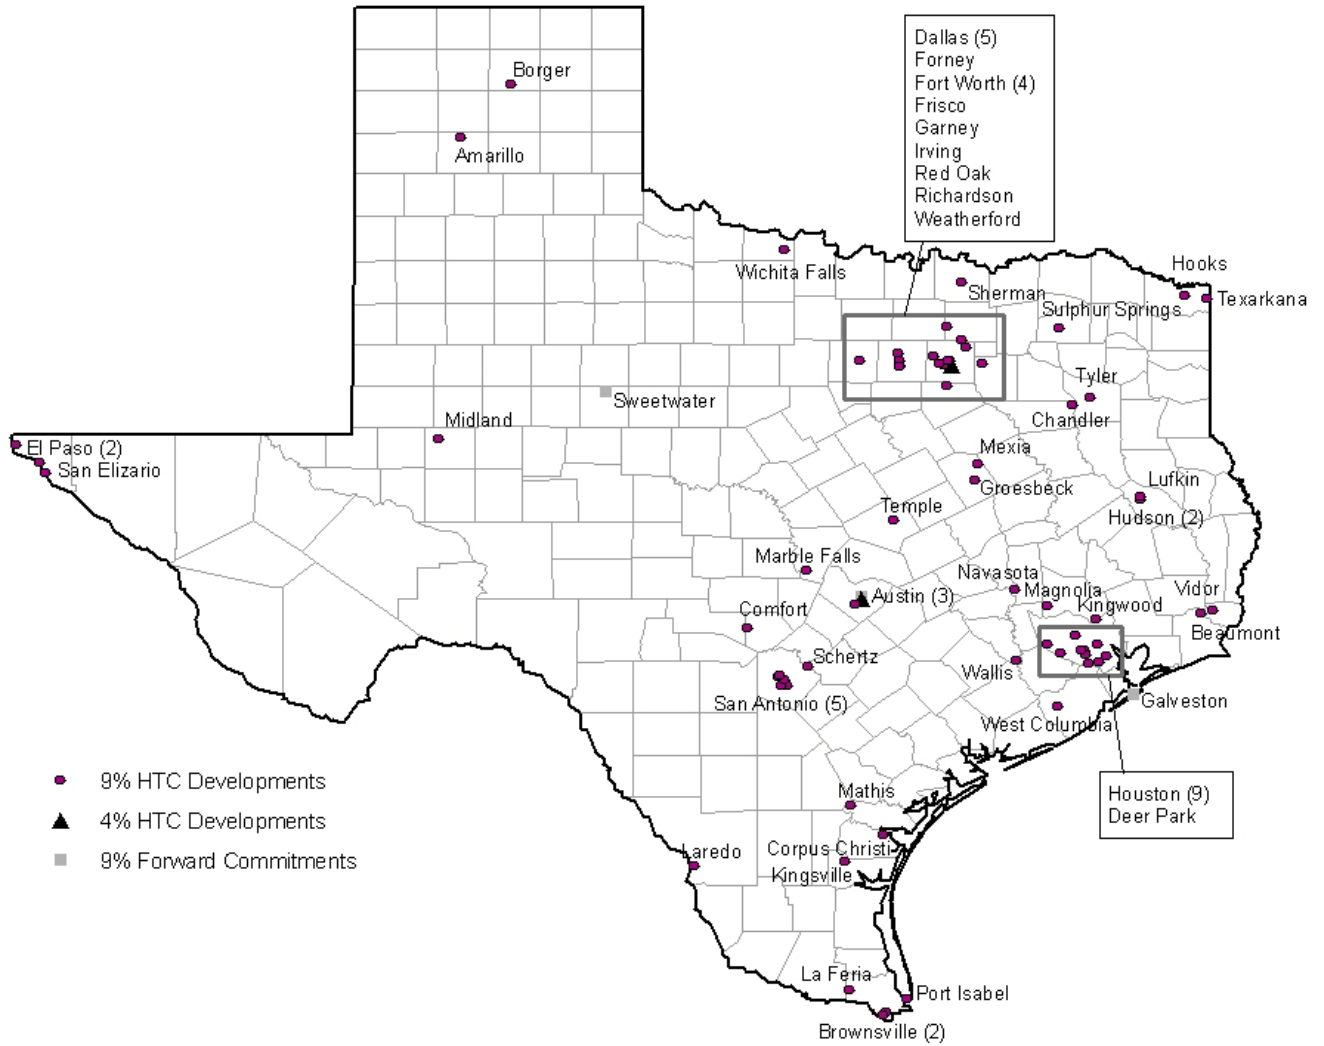 Dallas (5)
Forney
Fort Worth (4)
Frisco
Garney
Irving
Red Oak
Richardson
Weatherford
Borger
Amarillo
Wichita Falls
Hooks
Sherman
Texarkana
Sulphur Springs
Tyler
Sweetwater
Chandler
Midland
El Paso (2)
San Elizario
Mexia
Groesbeck
Lufkin
Temple
Hudson (2)
Marble Falls
Navasota
Magnolia
Vidor
Austin (3)
Kingwood
Comfort
Beaumont
Schertz
Wallis
San Antonio (5)
Galveston
West Columbia
9% HTC Developments
4% HTC Developments
9% Forward Commitments
Houston (9)
Deer Park
Mathis
Laredo
Corpus Christi
Kingsville
La Feria
Port Isabel
Brownsville (2)